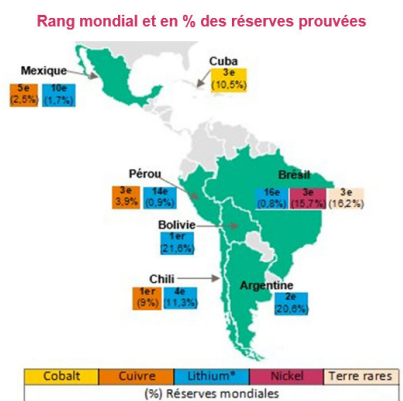 Rang mondial et en % des réserves prouvées
Cuba
3e
(10,5%)
Mexique
5e
(2,5%)
10e
(1,7%)
Pérou
3e
3,9%
14e
(0,9%)
Brésil
16e
(0,8%)
3e
(15,7%)
3e
(16,2%)
Bolivie
1er
(21,6%)
Chili
1er
(9%)
4e
(11,3%)
Argentine
2e
(20,6%)
Cobalt Cuivre Lithium* Nickel Terre rares
(%) Réserves mondiales